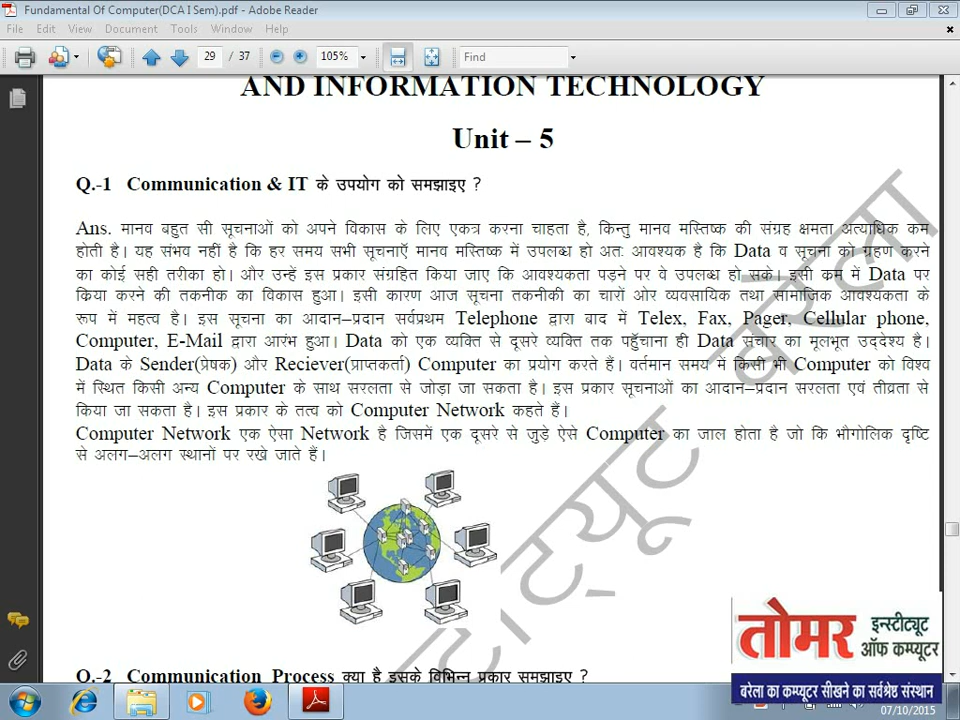 Fundamental Of Computer(DCA I Sem).pdf - Adobe Reader
File Edit View Document Tools Window Help
29 / 37 105% Find
AND INFORMATION TECHNOLOGY
Unit – 5
Q.-1 Communication & IT के उपयोग को समझाइए ?
Ans. मानव बहुत सी सूचनाओं को अपने विकास के लिए एकत्र करना चाहता है, किन्तु मानव मस्तिष्क की संग्रह क्षमता अत्याधिक कम
होती है। यह संभव नहीं है कि हर समय सभी सूचनाऍ मानव मस्तिष्क में उपलब्ध हो अतः आवश्यक है कि Data व सूचना को ग्रहण करने
का कोई सही तरीका हो। और उन्हें इस प्रकार संग्रहित किया जाए कि आवश्यकता पड़ने पर वे उपलब्ध हो सके। इसी कम में Data पर
क्रिया करने की तकनीक का विकास हुआ। इसी कारण आज सूचना तकनीकी का चारों ओर व्यवसायिक तथा सामाजिक आवश्यकता के
रूप में महत्व है। इस सूचना का आदान–प्रदान सर्वप्रथम Telephone द्वारा बाद में Telex, Fax, Pager, Cellular phone,
Computer, E-Mail द्वारा आरंभ हुआ। Data को एक व्यक्ति से दूसरे व्यक्ति तक पहुॅचाना ही Data संचार का मूलभूत उद्देश्य है।
Data के Sender(प्रेषक) और Reciever(प्राप्तकर्ता) Computer का प्रयोग करते हैं। वर्तमान समय में किसी भी Computer को विश्व
में स्थित किसी अन्य Computer के साथ सरलता से जोड़ा जा सकता है। इस प्रकार सूचनाओं का आदान–प्रदान सरलता एवं तीव्रता से
किया जा सकता है। इस प्रकार के तत्व को Computer Network कहते हैं।
Computer Network एक ऐसा Network है जिसमें एक दूसरे से जुड़े ऐसे Computer का जाल होता है जो कि भौगोलिक दृष्टि
से अलग–अलग स्थानों पर रखे जाते हैं।
बरेला
तोमर इन्स्टीट्यूट
ऑफ कम्प्यूटर
Q.-2 Communication Process क्या है इसके विभिन्न प्रकार समझाइए ?
बरेला का कम्प्यूटर सीखने का सर्वश्रेष्ठ संस्थान
07/10/2015